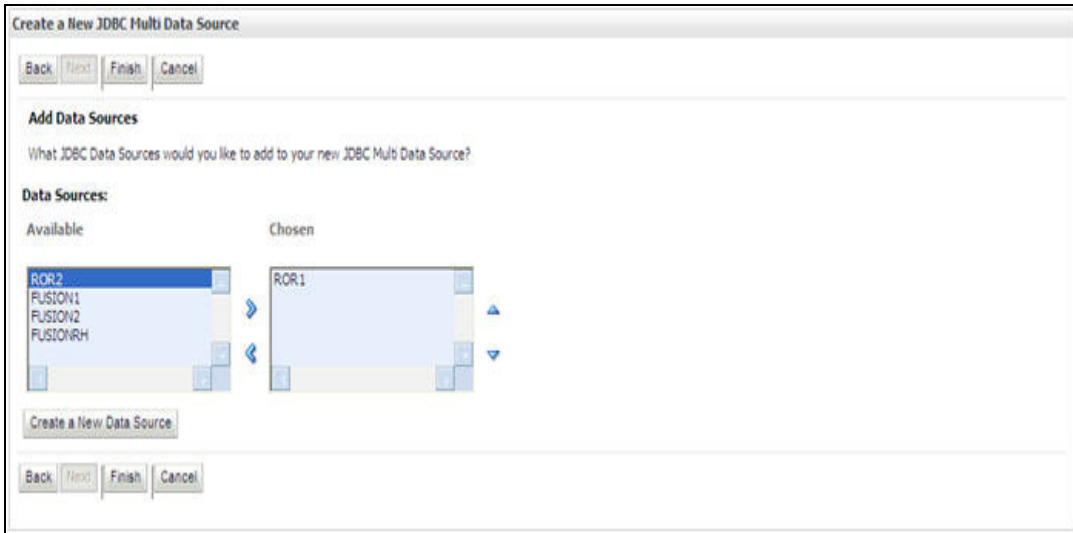 Create a New JDBC Multi Data Source
Back Next Finish Cancel
Add Data Sources
What JDBC Data Sources would you like to add to your new JDBC Multi Data Source?
Data Sources:
Available Chosen
ROR2
FUSION1
FUSION2
FUSIONRH
ROR1
Create a New Data Source
Back Next Finish Cancel